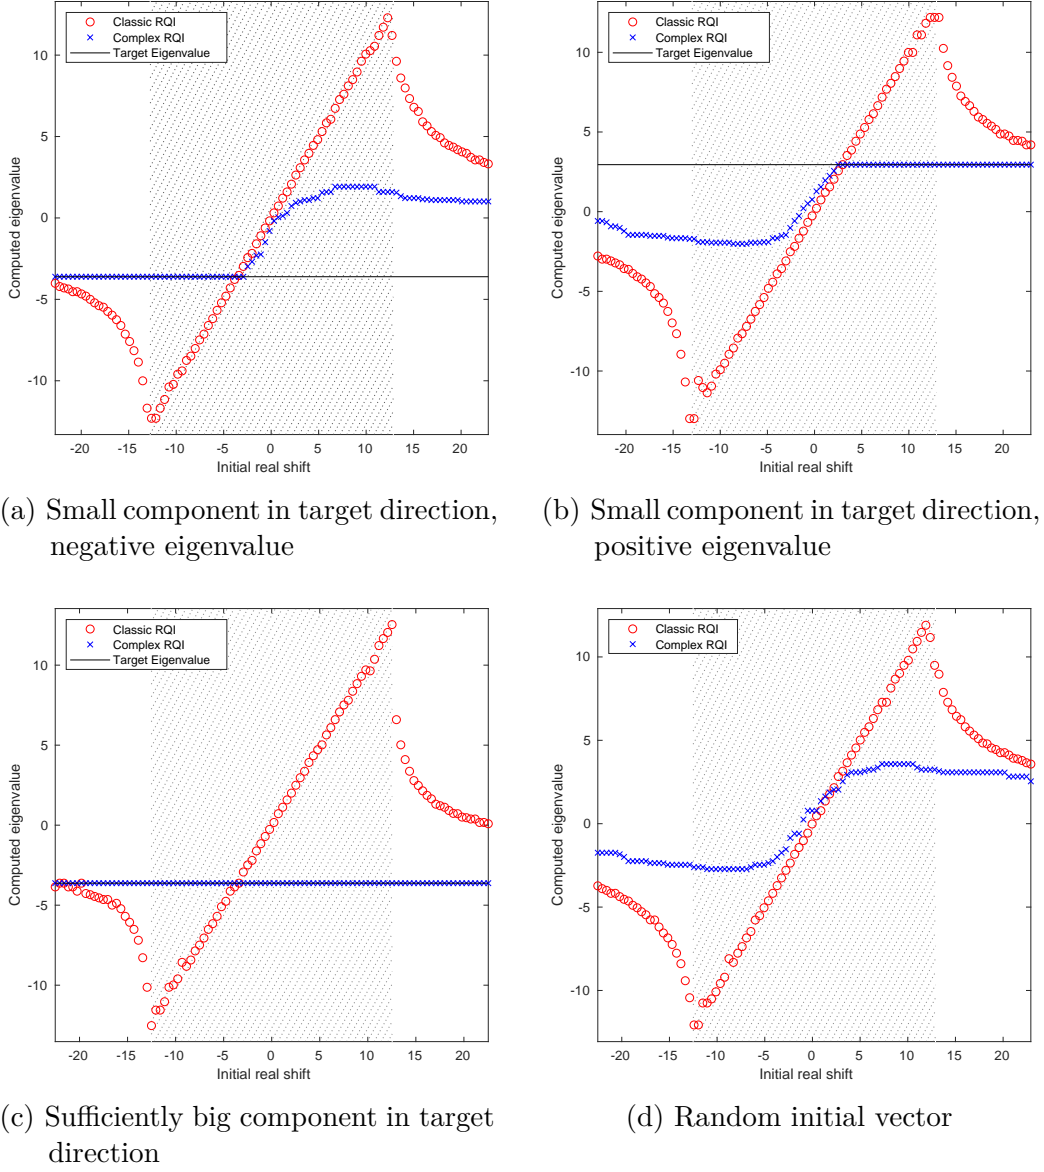 Classic RQI
Complex RQI
Target Eigenvalue
Computed eigenvalue
10
5
0
-5
-10
-20 -15 -10 -5 0 5 10 15 20
Initial real shift
(a) Small component in target direction,
negative eigenvalue
Classic RQI
Complex RQI
Target Eigenvalue
Computed eigenvalue
10
5
0
-5
-10
-20 -15 -10 -5 0 5 10 15 20
Initial real shift
(b) Small component in target direction,
positive eigenvalue
Classic RQI
Complex RQI
Target Eigenvalue
Computed eigenvalue
10
5
0
-5
-10
-20 -15 -10 -5 0 5 10 15 20
Initial real shift
(c) Sufficiently big component in target
direction
Classic RQI
Complex RQI
Computed eigenvalue
10
5
0
-5
-10
-20 -15 -10 -5 0 5 10 15 20
Initial real shift
(d) Random initial vector